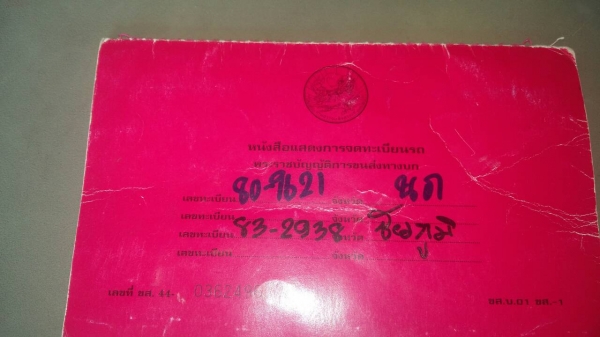 หนังสือแสดงการจดทะเบียนรถ
พระราชบัญญัติการขนส่งทางบก
เลขทะเบียน 80-9621 จังหวัด นภ
เลขทะเบียน จังหวัด
เลขทะเบียน 83-2938 จังหวัด ชัยภูมิ
เลขทะเบียน จังหวัด
เลขที่ ขส. 44-